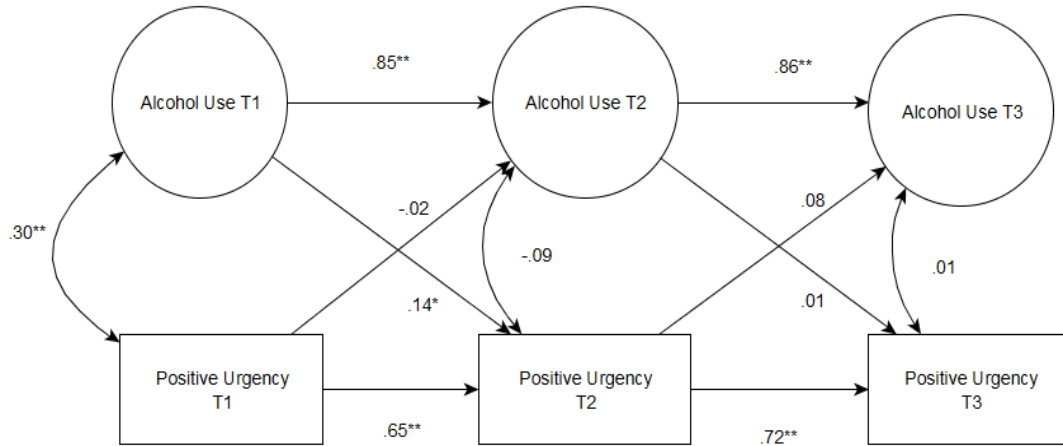 .85**
.86**
Alcohol Use T1
Alcohol Use T2
Alcohol Use T3
-.02
.08
.30**
-.09
.01
.14*
.01
Positive Urgency
T1
Positive Urgency
T2
Positive Urgency
T3
.65**
.72**